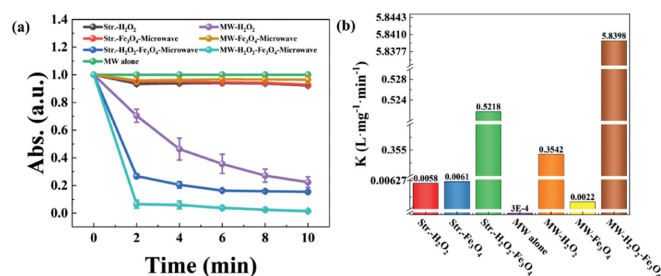 (a)
Str.-H₂O₂
MW-H₂O₂
Str.-Fe₃O₄-Microwave
MW-Fe₃O₄-Microwave
Str.-H₂O₂-Fe₃O₄-Microwave
MW-H₂O₂-Fe₃O₄-Microwave
MW alone
1.4
1.2
1.0
0.8
0.6
0.4
0.2
0.0
Abs. (a.u.)
0 2 4 6 8 10
Time (min)
(b)
5.8443
5.8410
5.8377
0.528
0.524
0.355
0.00627
K (L·mg⁻¹·min⁻¹)
0.0058
0.0061
0.5218
3E-4
0.3542
0.0022
5.8398
Str.-H₂O₂
Str.-Fe₃O₄
Str.-H₂O₂-Fe₃O₄
MW alone
MW-H₂O₂
MW-Fe₃O₄
MW-H₂O₂-Fe₃O₄